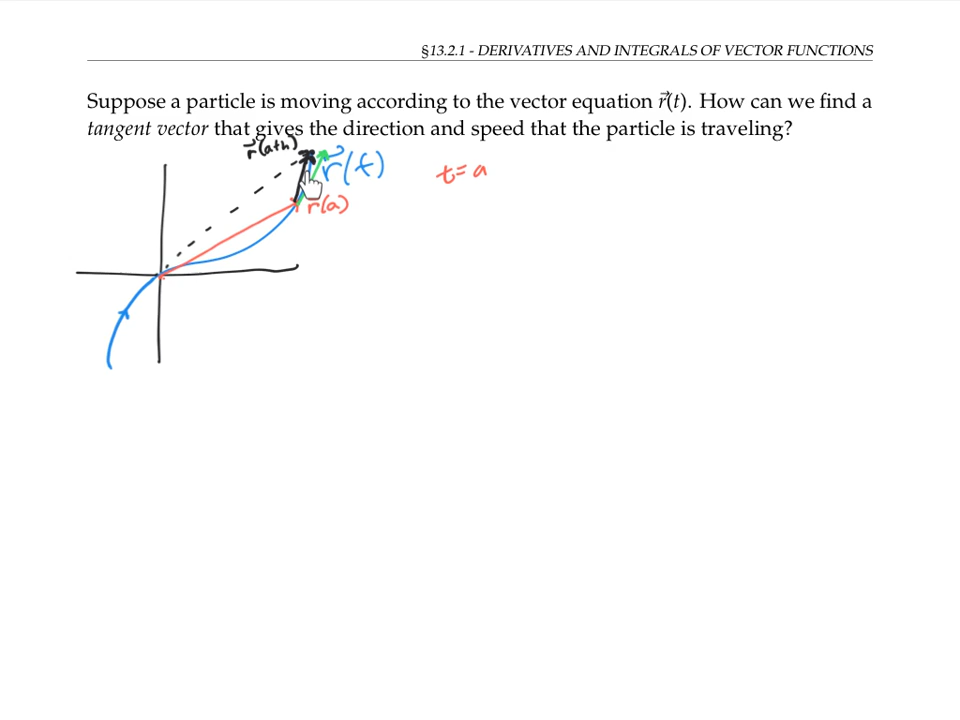 §13.2.1 - DERIVATIVES AND INTEGRALS OF VECTOR FUNCTIONS
Suppose a particle is moving according to the vector equation r⃗(t). How can we find a
tangent vector that gives the direction and speed that the particle is traveling?
r⃗(a+h)
r⃗(t)
t=a
r(a)